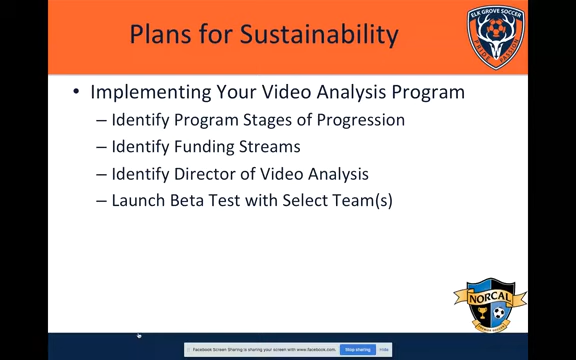 Plans for Sustainability
ELK GROVE SOCCER
PRIDE PASSION
• Implementing Your Video Analysis Program
– Identify Program Stages of Progression
– Identify Funding Streams
– Identify Director of Video Analysis
– Launch Beta Test with Select Team(s)
NORCAL
Facebook Screen Sharing is sharing your screen with www.facebook.com.
Stop sharing
Hide